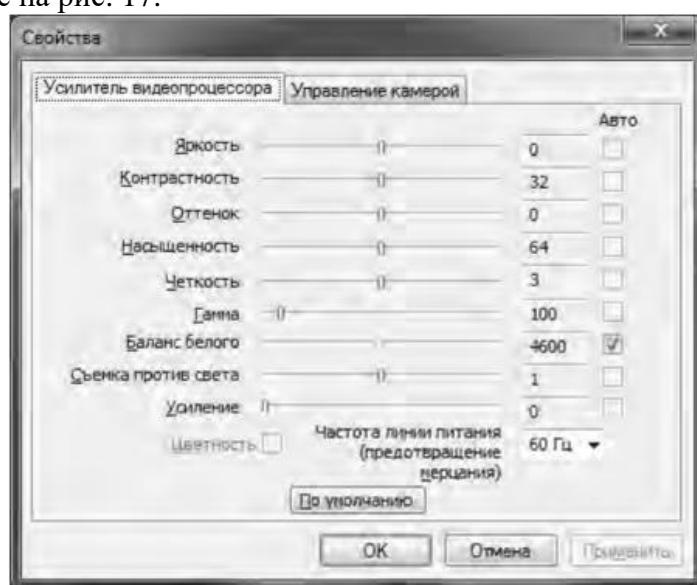 на рис. 17.
Свойства
Усилитель видеопроцессора Управление камерой
Авто
Яркость 0
Контрастность 32
Оттенок 0
Насыщенность 64
Четкость 3
Гамма 100
Баланс белого 4600
Съемка против света 1
Усиление 0
Цветность Частота линии питания (предотвращение мерцания) 60 Гц
По умолчанию
OK Отмена Применить